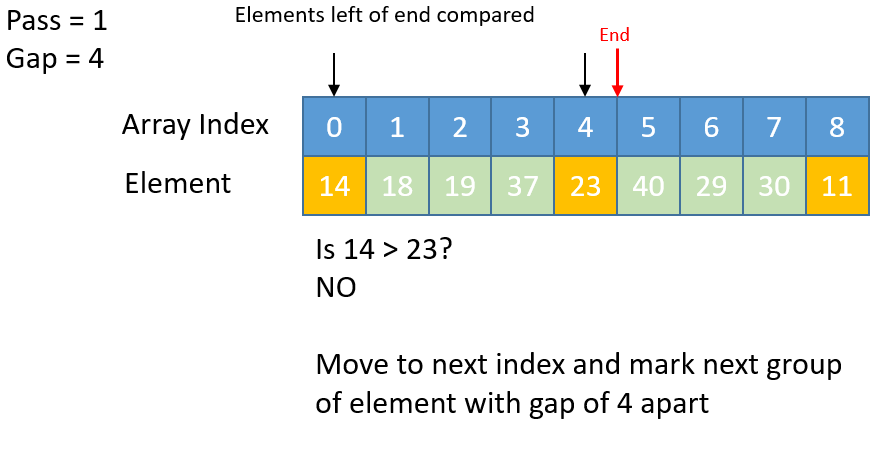 Pass = 1
Gap = 4
Elements left of end compared
End
Array Index 0 1 2 3 4 5 6 7 8
Element 14 18 19 37 23 40 29 30 11
Is 14 > 23?
NO
Move to next index and mark next group
of element with gap of 4 apart